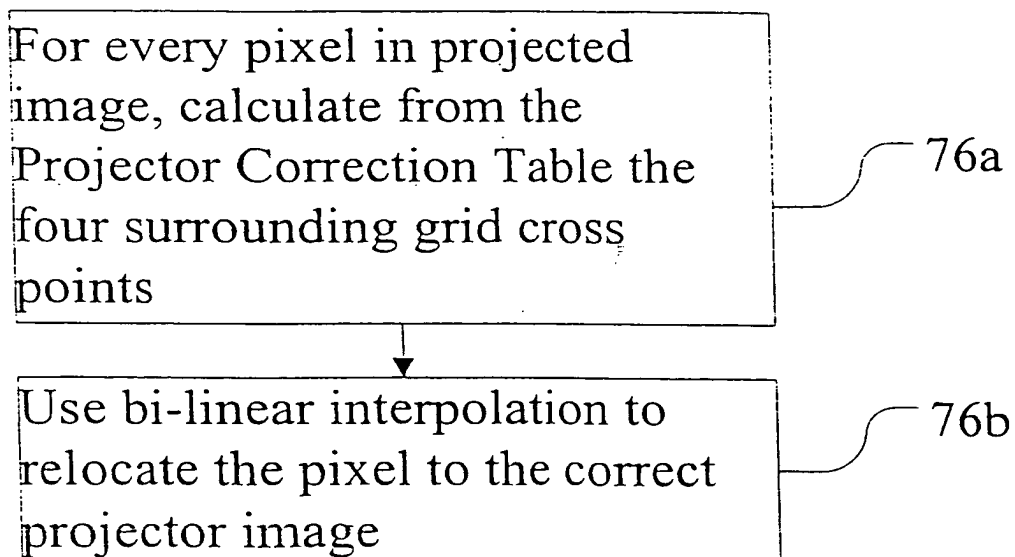 For every pixel in projected
image, calculate from the
Projector Correction Table the
four surrounding grid cross
points
76a
Use bi-linear interpolation to
relocate the pixel to the correct
projector image
76b